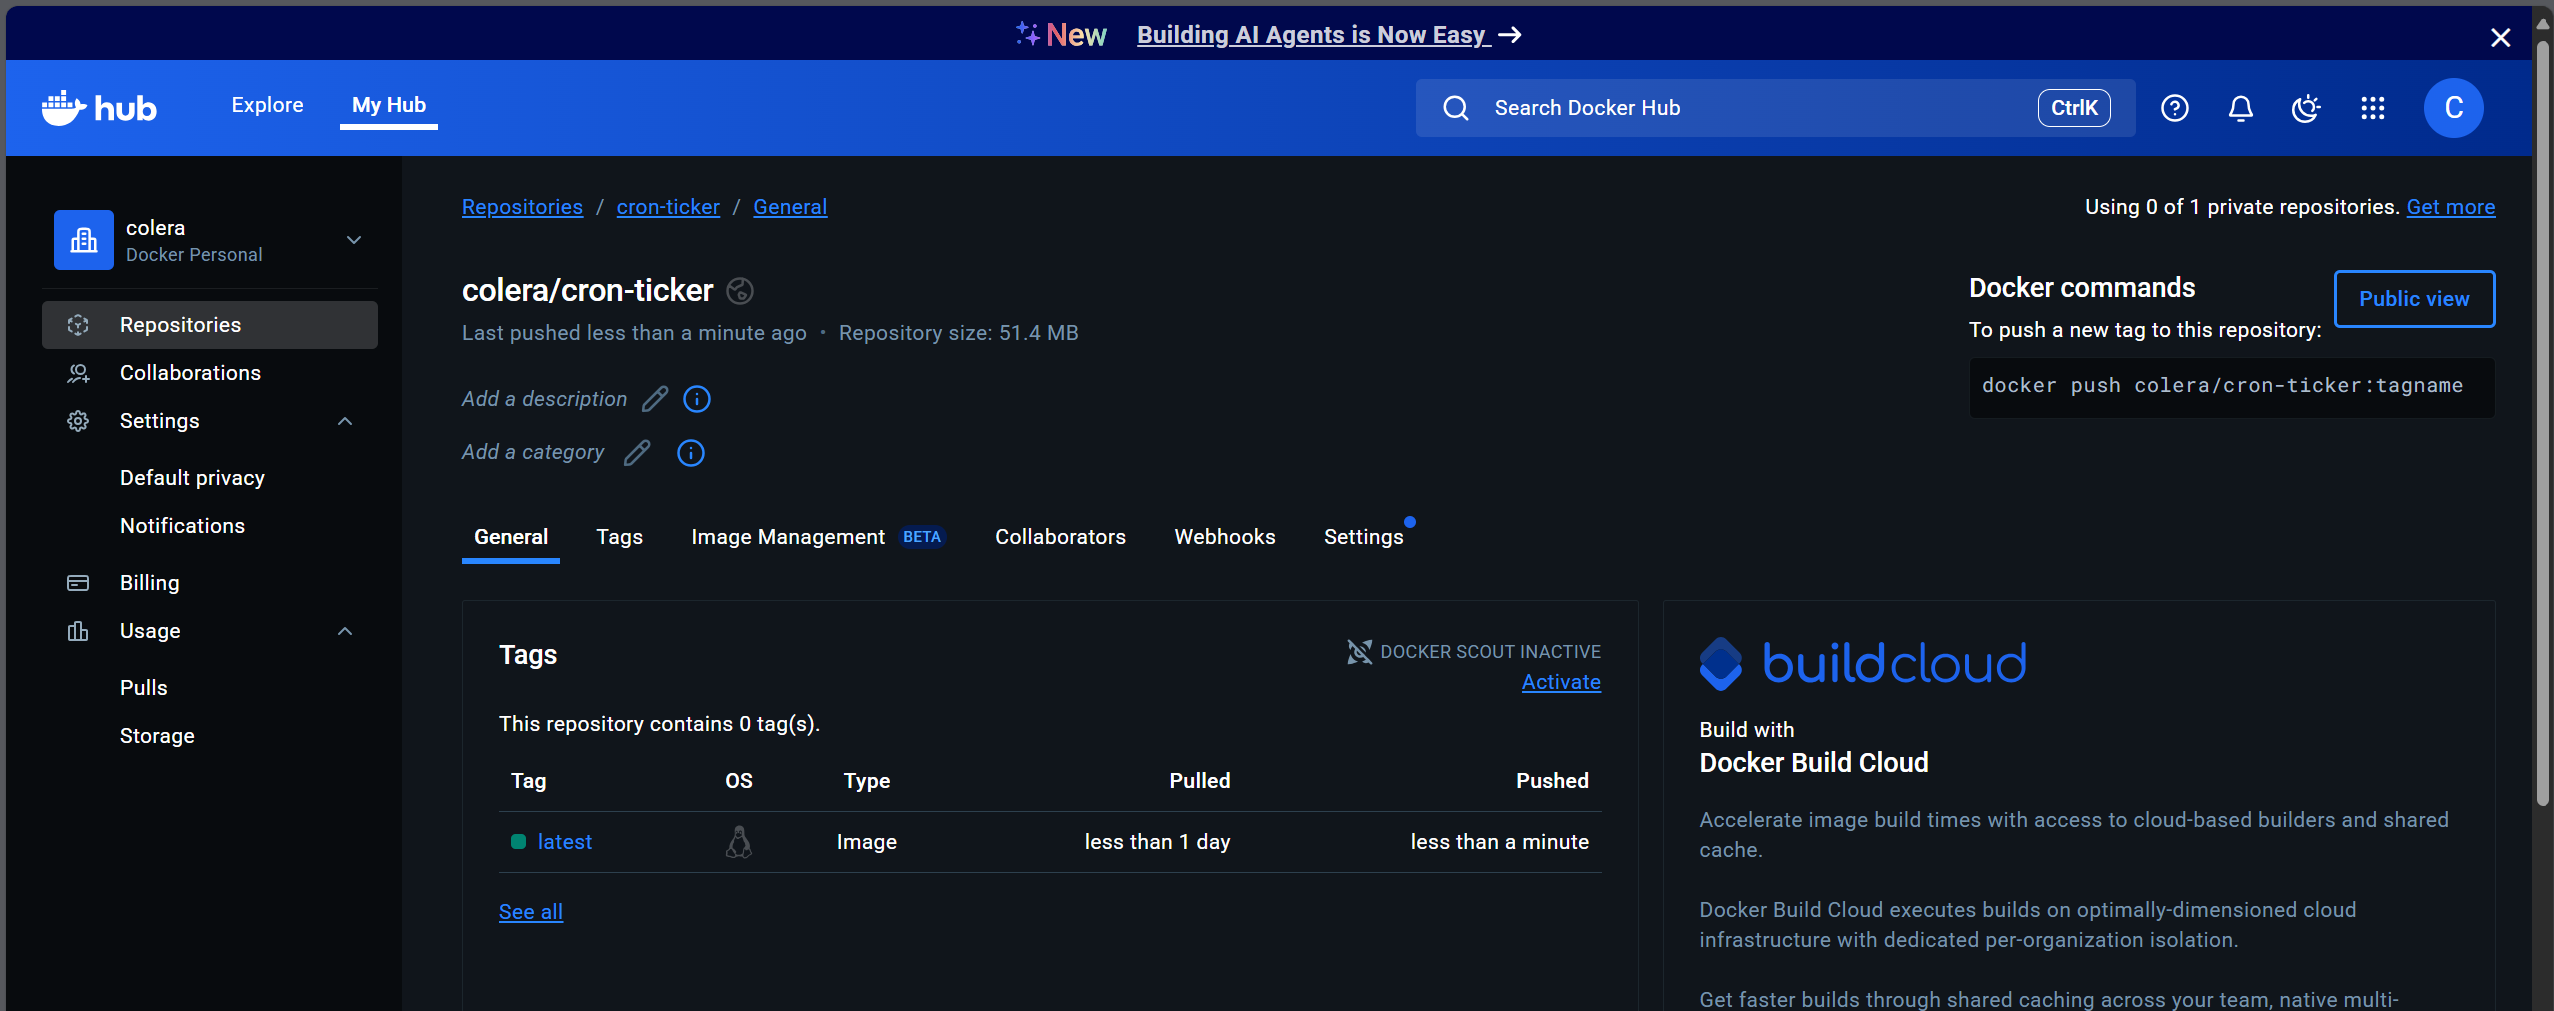 New Building AI Agents is Now Easy →
hub
Explore
My Hub
Search Docker Hub
CtrlK
C
colera
Docker Personal
Repositories
Collaborations
Settings
Default privacy
Notifications
Billing
Usage
Pulls
Storage
Repositories / cron-ticker / General
Using 0 of 1 private repositories. Get more
colera/cron-ticker
Last pushed less than a minute ago • Repository size: 51.4 MB
Add a description
Add a category
Docker commands
Public view
To push a new tag to this repository:
docker push colera/cron-ticker:tagname
General
Tags
Image Management BETA
Collaborators
Webhooks
Settings
Tags
DOCKER SCOUT INACTIVE
Activate
This repository contains 0 tag(s).
Tag OS Type Pulled Pushed
latest Image less than 1 day less than a minute
See all
buildcloud
Build with
Docker Build Cloud
Accelerate image build times with access to cloud-based builders and shared
cache.
Docker Build Cloud executes builds on optimally-dimensioned cloud
infrastructure with dedicated per-organization isolation.
Get faster builds through shared caching across your team, native multi-